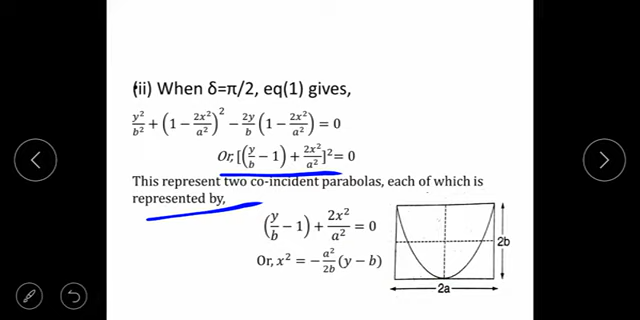 (ii) When δ=π/2, eq(1) gives,
y²/b² + (1 − 2x²/a²)² − 2y/b (1 − 2x²/a²) = 0
Or, [(y/b − 1) + 2x²/a²]² = 0
This represent two co-incident parabolas, each of which is
represented by,
(y/b − 1) + 2x²/a² = 0
Or, x² = − a²/2b (y − b)
2b
2a